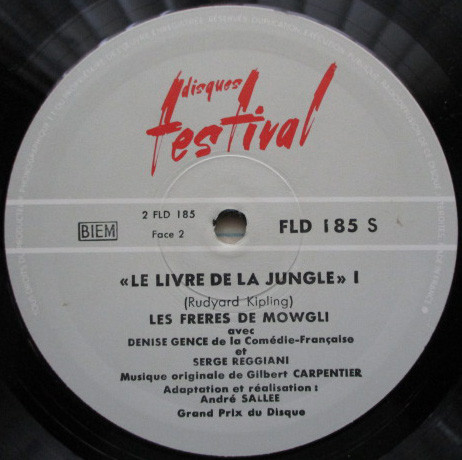 disques
festival
BIEM
2 FLD 185
Face 2
FLD 185 S
«LE LIVRE DE LA JUNGLE» I
(Rudyard Kipling)
LES FRERES DE MOWGLI
avec
DENISE GENCE de la Comédie-Française
et
SERGE REGGIANI
Musique originale de Gilbert CARPENTIER
Adaptation et réalisation :
André SALLEE
Grand Prix du Disque